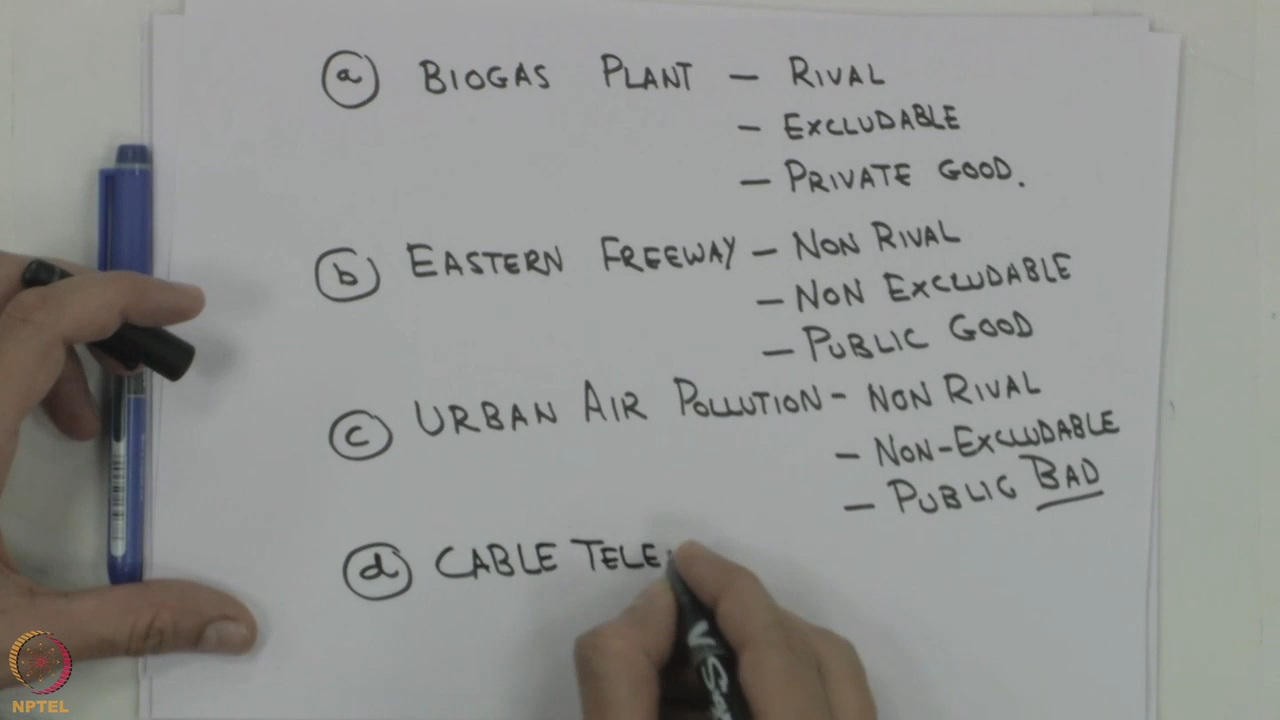 a BIOGAS PLANT – RIVAL
– EXCLUDABLE
– PRIVATE GOOD.
b EASTERN FREEWAY – NON RIVAL
– NON EXCLUDABLE
– PUBLIC GOOD
c URBAN AIR POLLUTION – NON RIVAL
– NON-EXCLUDABLE
– PUBLIC BAD
d CABLE TELE
NPTEL